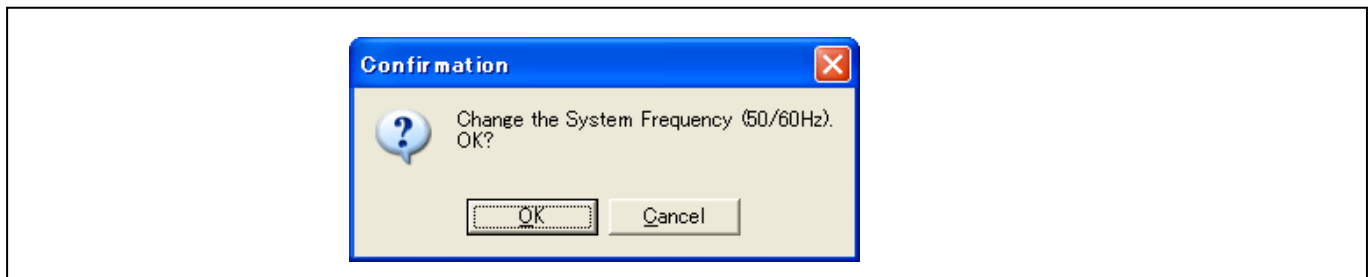 Confirmation
Change the System Frequency (50/60Hz).
OK?
OK
Cancel